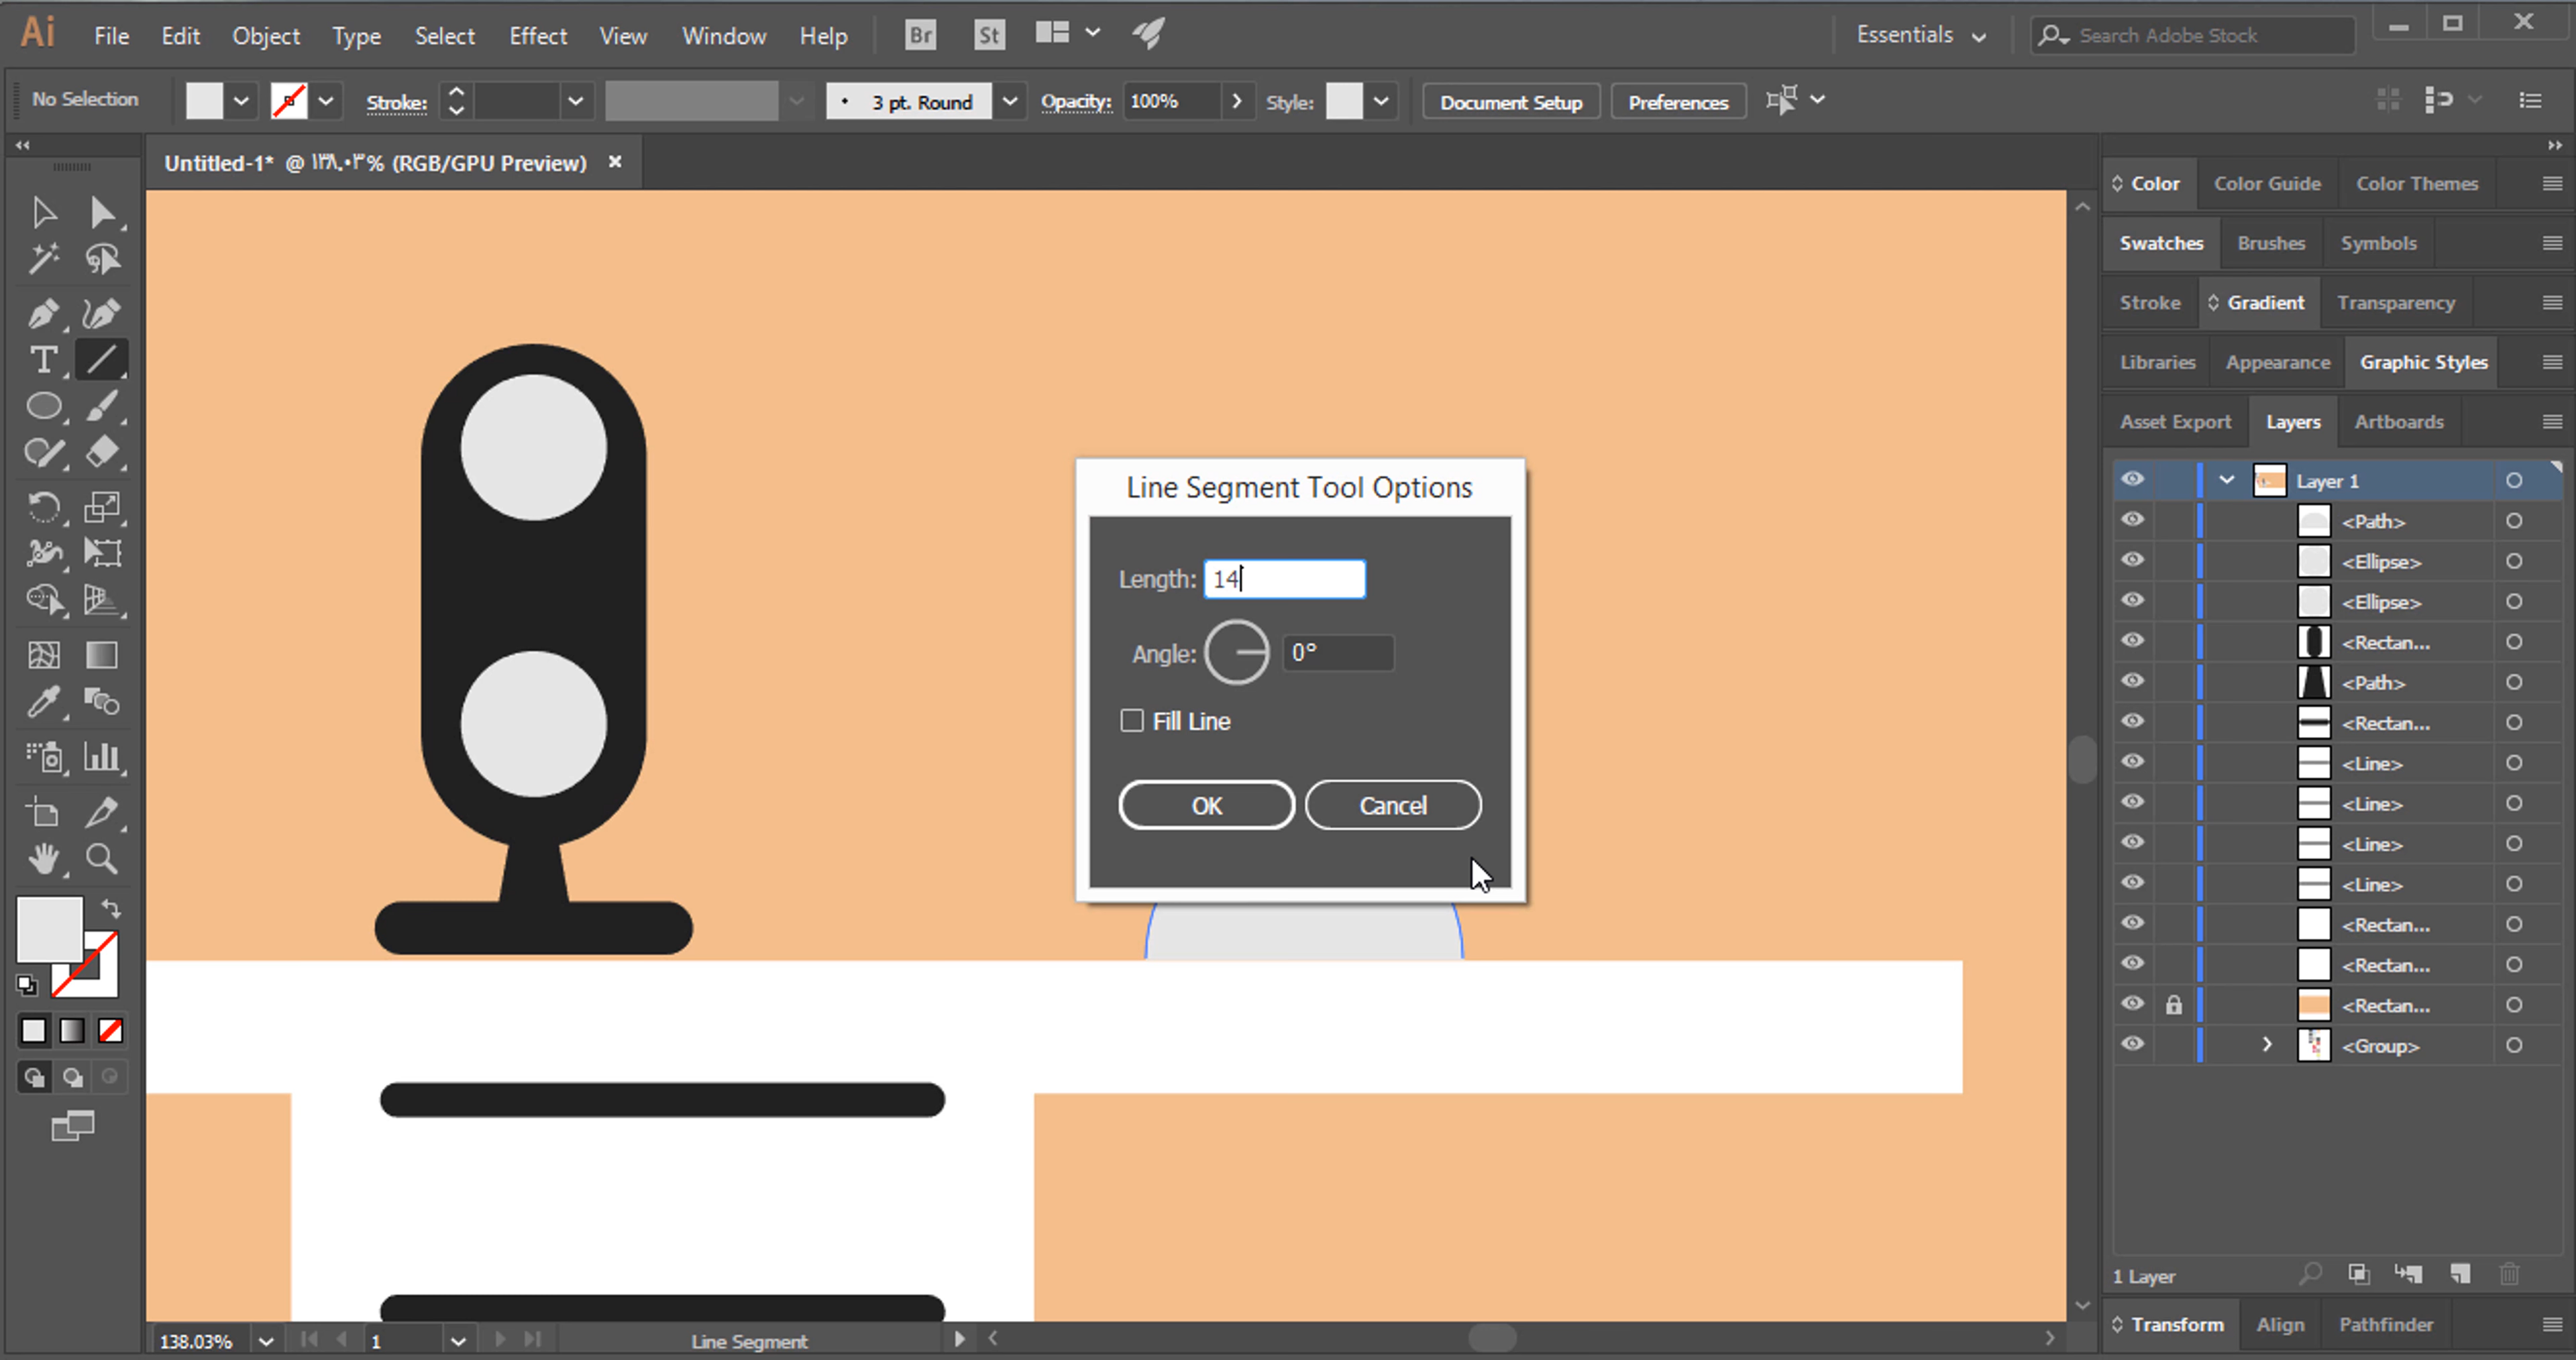 Ai File Edit Object Type Select Effect View Window Help Br St Essentials Search Adobe Stock
No Selection Stroke: 3 pt. Round Opacity: 100% Style: Document Setup Preferences
Untitled-1* @ ١٣٨.٠٣% (RGB/GPU Preview)
Color Color Guide Color Themes
Swatches Brushes Symbols
Stroke Gradient Transparency
Libraries Appearance Graphic Styles
Asset Export Layers Artboards
Layer 1
<Path>
<Ellipse>
<Ellipse>
<Rectan...
<Path>
<Rectan...
<Line>
<Line>
<Line>
<Line>
<Rectan...
<Rectan...
<Rectan...
<Group>
1 Layer
Transform Align Pathfinder
Line Segment Tool Options
Length: 14
Angle: 0°
Fill Line
OK Cancel
138.03% 1 Line Segment